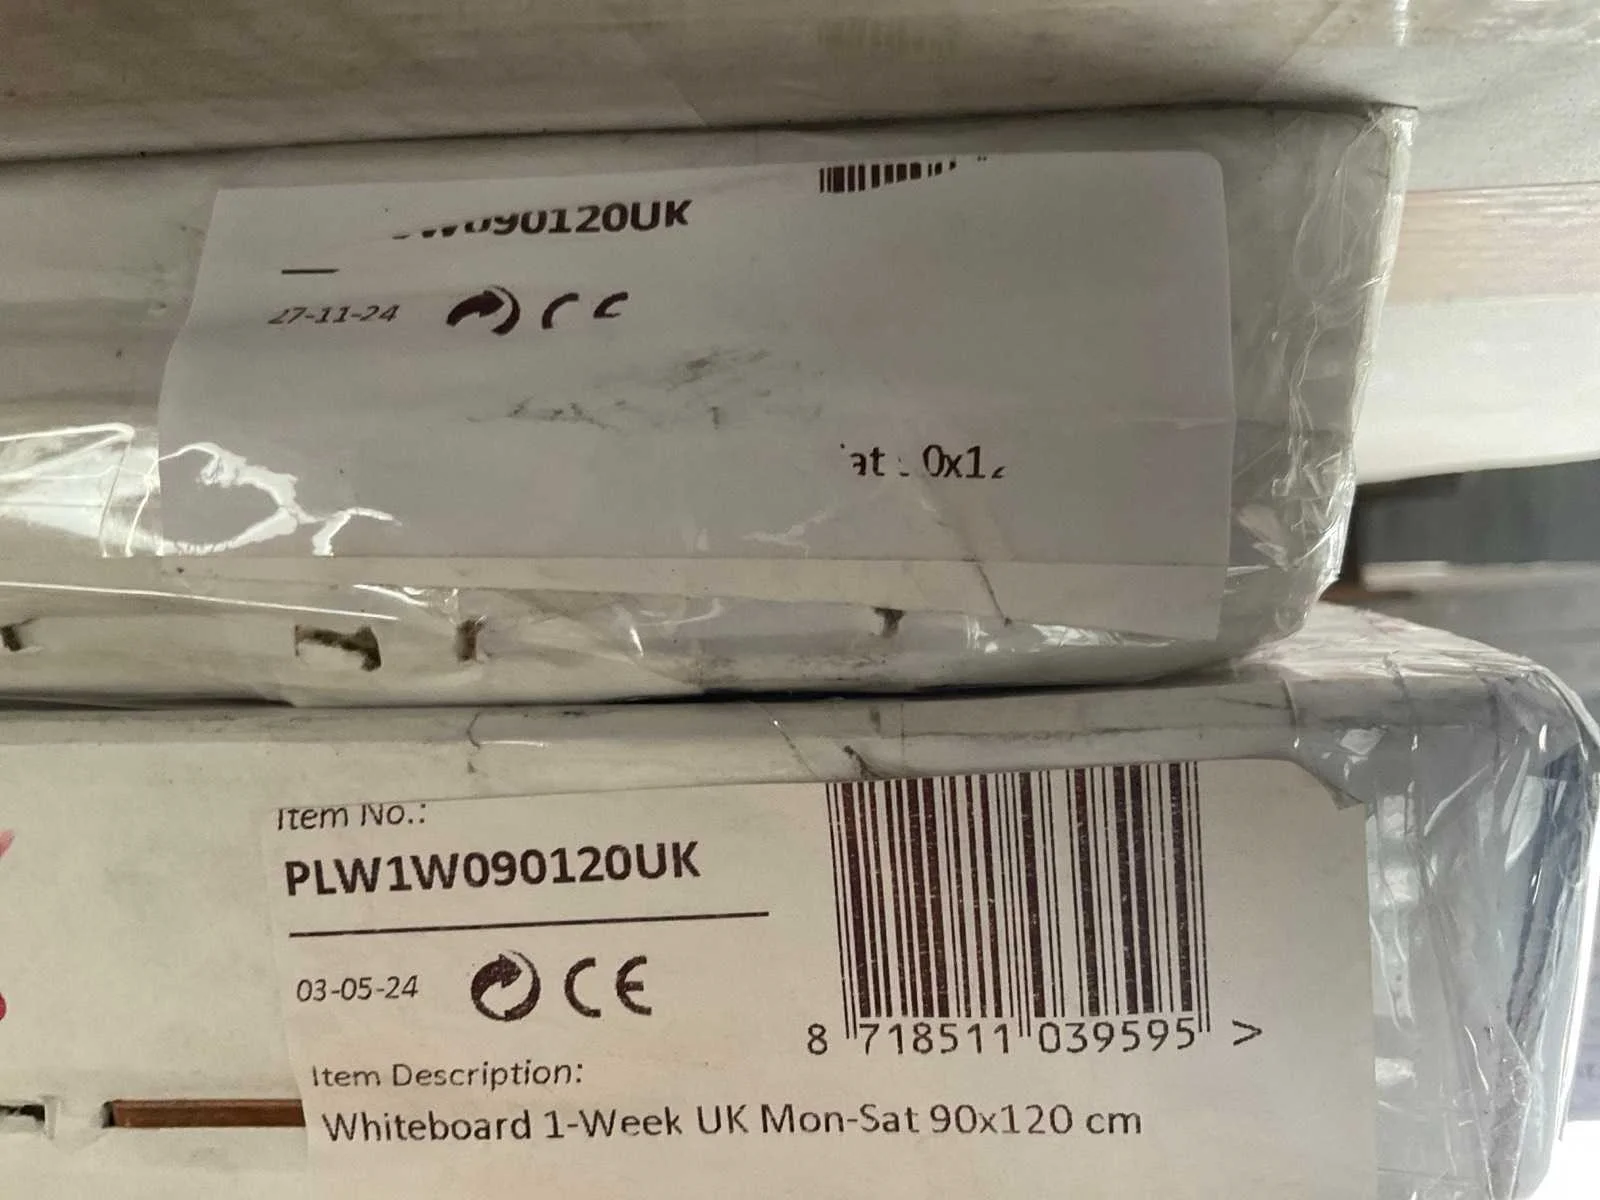 W090120UK
27-11-24
0x1
Item No.:
PLW1W090120UK
03-05-24
CE
8 718511 039595 >
Item Description:
Whiteboard 1-Week UK Mon-Sat 90x120 cm